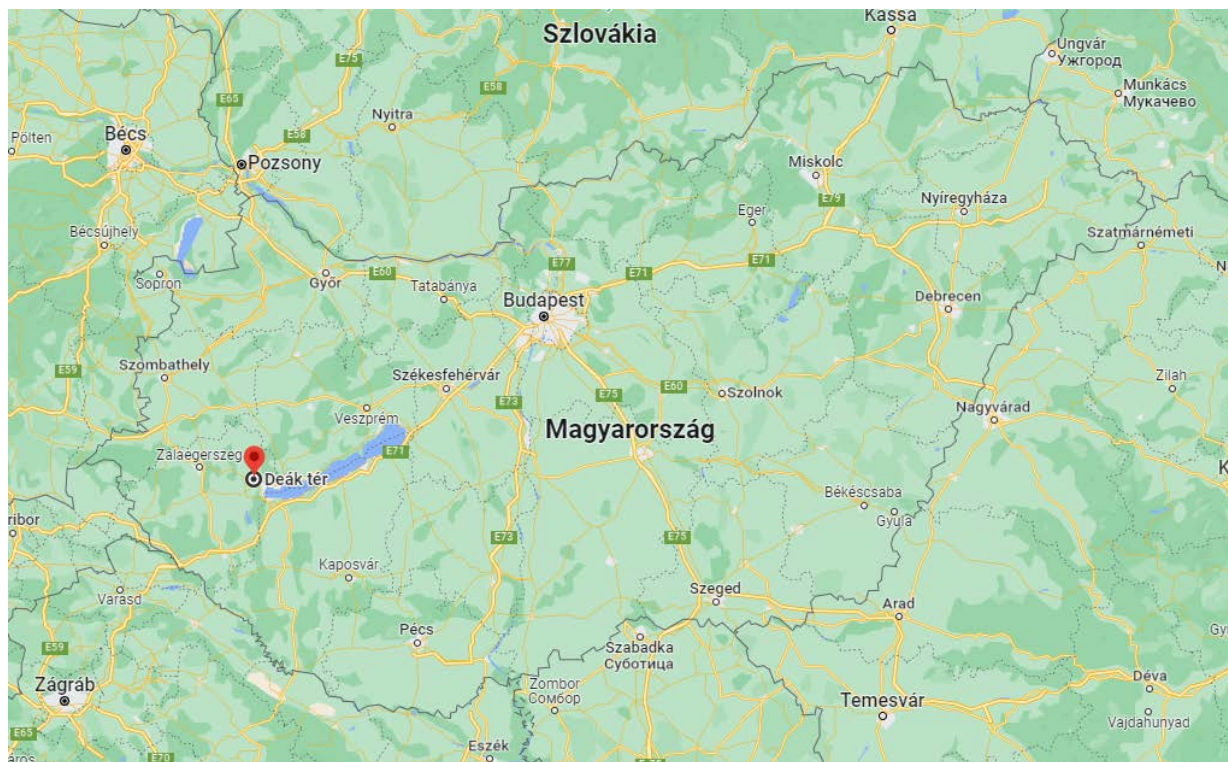 Szlovákia
Kassa
Ungvár
Ужгород
E75
E65
E58
Munkács
Мукачево
Nyitra
Pölten
Bécs
E58
Pozsony
Miskolc
E79
Nyíregyháza
Eger
Bécsújhely
Szatmárnémeti
Sopron
Győr
E60
E77
E71
E71
Tatabánya
Budapest
Debrecen
E59
Szombathely
Székesfehérvár
E73
E75
E60
Szolnok
Zilah
Veszprém
Nagyvárad
Magyarország
E71
Zalaegerszeg
Deák tér
K
Békéscsaba
Gyula
ribor
E73
E75
Kaposvár
Varasd
Szeged
Arad
Pécs
E59
Szabadka
Суботица
Gy
Zágráb
Zombor
Сомбор
Déva
Temesvár
Vajdahunyad
E65
Eszék
E70